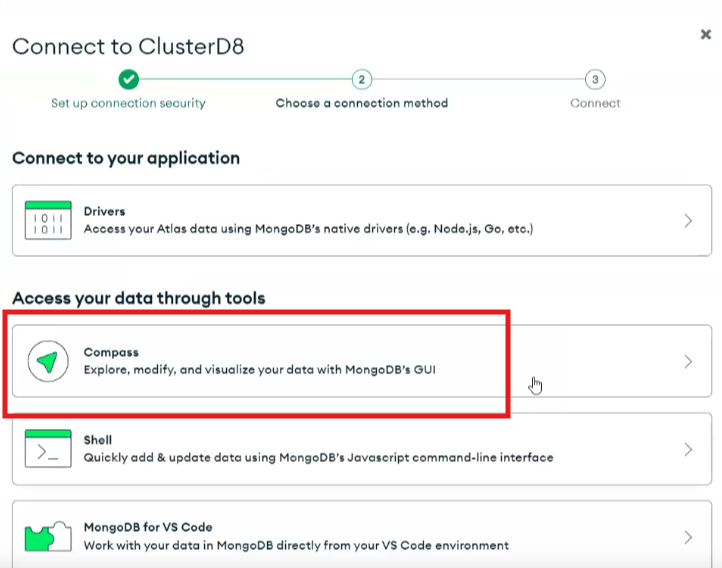 Connect to ClusterD8
2
3
Set up connection security
Choose a connection method
Connect
Connect to your application
1011
1011
Drivers
Access your Atlas data using MongoDB's native drivers (e.g. Node.js, Go, etc.)
Access your data through tools
Compass
Explore, modify, and visualize your data with MongoDB's GUI
Shell
Quickly add & update data using MongoDB's Javascript command-line interface
MongoDB for VS Code
Work with your data in MongoDB directly from your VS Code environment